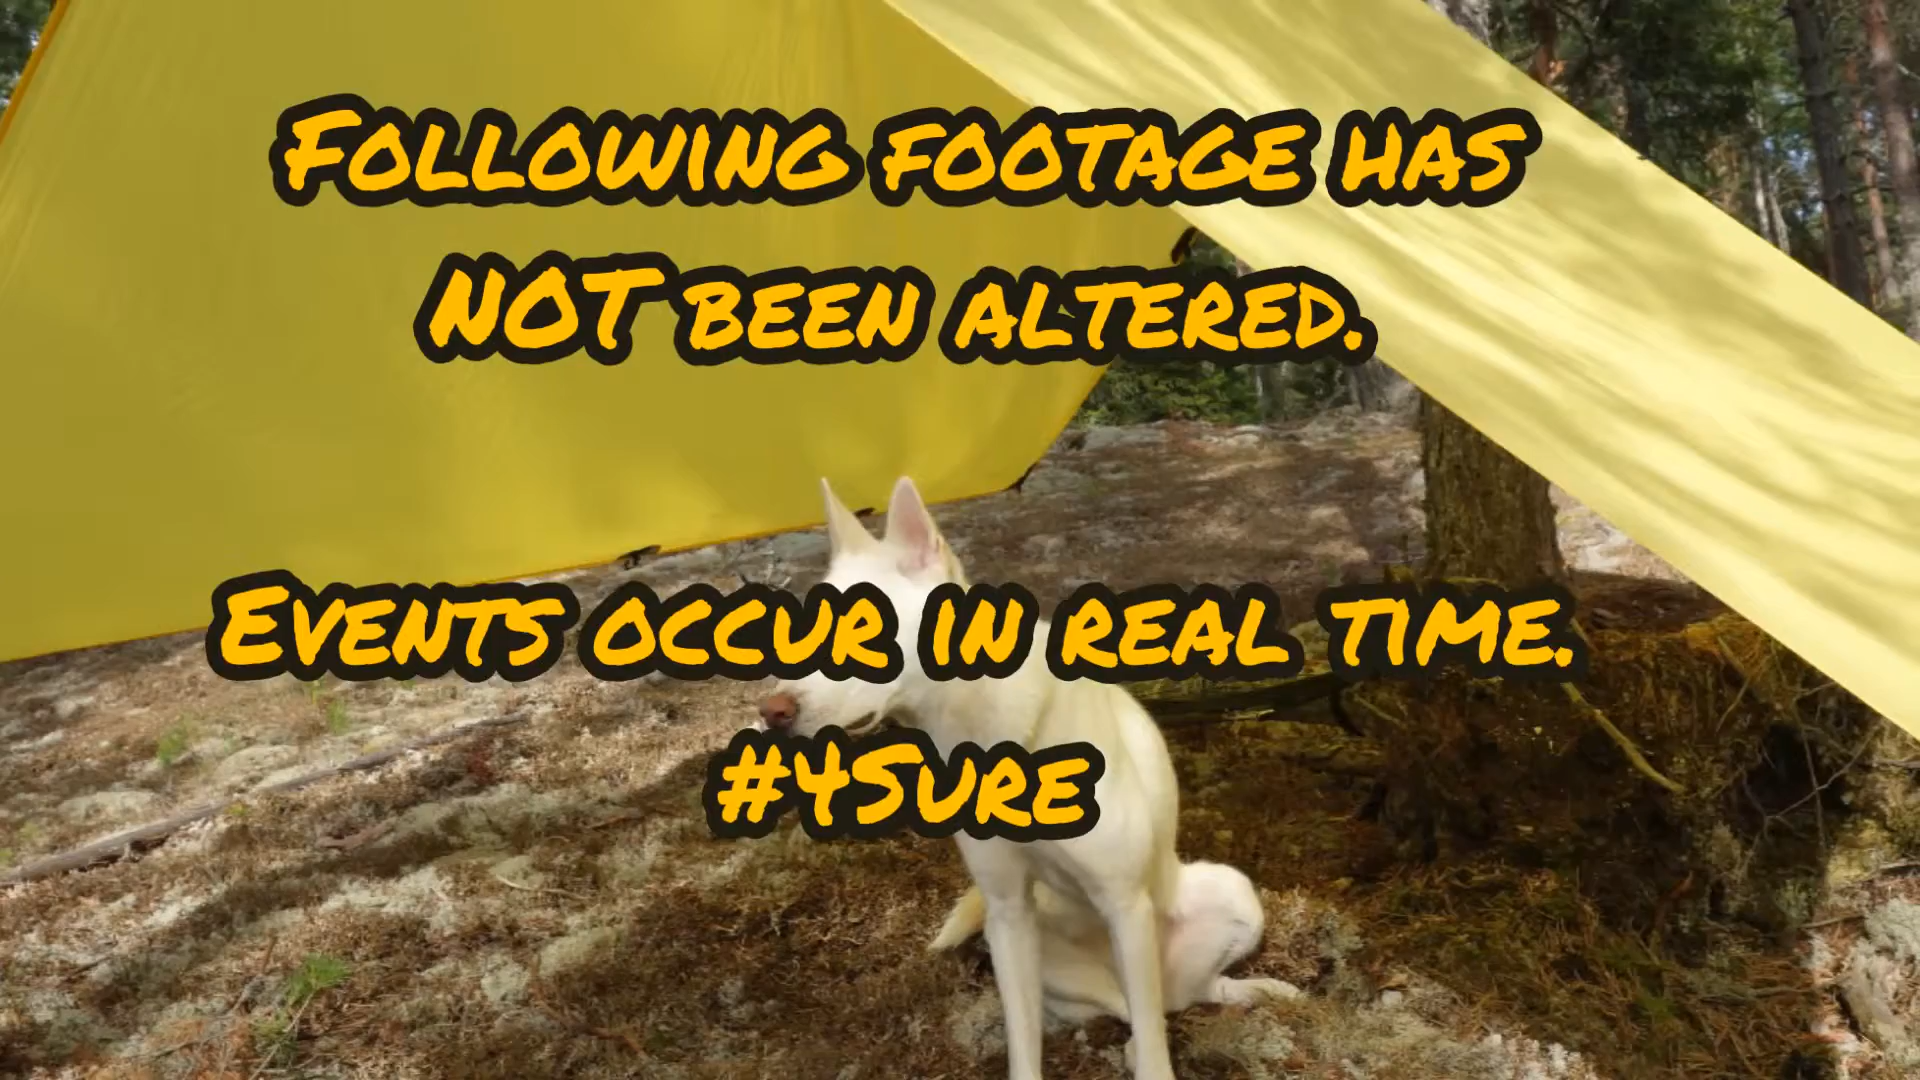 Following footage has
NOT been altered.
Events occur in real time.
#4Sure